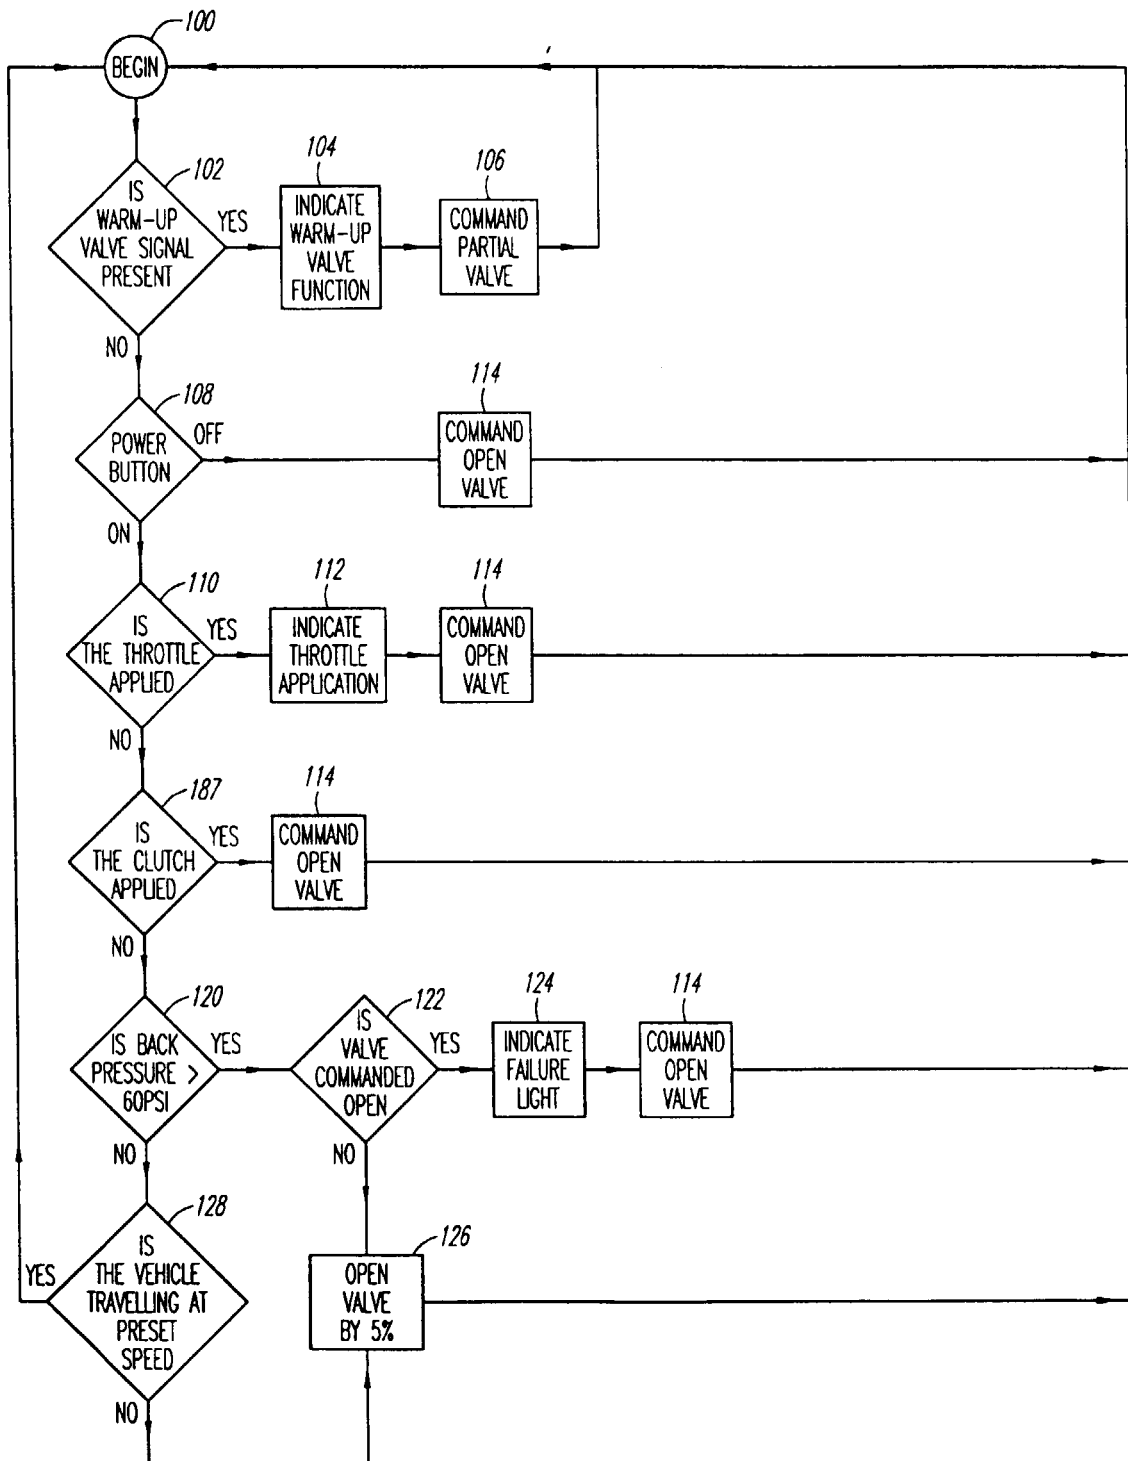 100
BEGIN
102
IS
WARM-UP
VALVE SIGNAL
PRESENT
YES
104
INDICATE
WARM-UP
VALVE
FUNCTION
106
COMMAND
PARTIAL
VALVE
NO
108
POWER
BUTTON
OFF
114
COMMAND
OPEN
VALVE
ON
110
IS
THE THROTTLE
APPLIED
YES
112
INDICATE
THROTTLE
APPLICATION
114
COMMAND
OPEN
VALVE
NO
187
IS
THE CLUTCH
APPLIED
YES
114
COMMAND
OPEN
VALVE
NO
120
IS BACK
PRESSURE >
60PSI
YES
122
IS
VALVE
COMMANDED
OPEN
YES
124
INDICATE
FAILURE
LIGHT
114
COMMAND
OPEN
VALVE
NO
NO
128
IS
THE VEHICLE
TRAVELLING AT
PRESET
SPEED
YES
126
OPEN
VALVE
BY 5%
NO